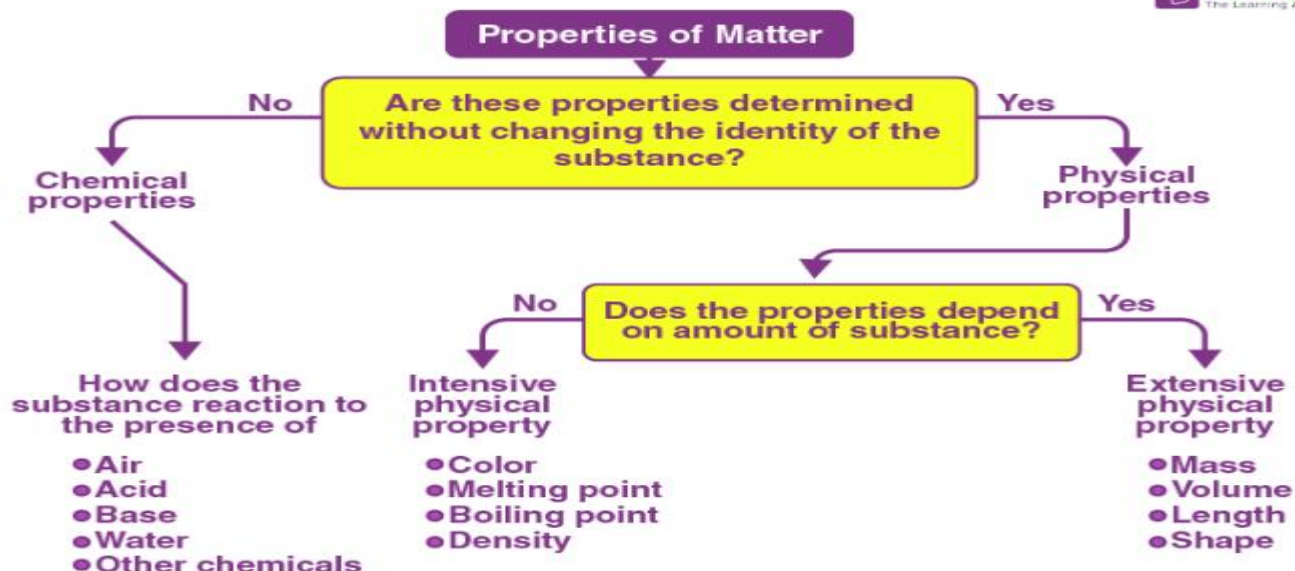 The Learning
Properties of Matter
No
Are these properties determined
without changing the identity of the
substance?
Yes
Chemical
properties
Physical
properties
No
Does the properties depend
on amount of substance?
Yes
How does the
substance reaction to
the presence of
●Air
●Acid
●Base
●Water
●Other chemicals
Intensive
physical
property
●Color
●Melting point
●Boiling point
●Density
Extensive
physical
property
●Mass
●Volume
●Length
●Shape